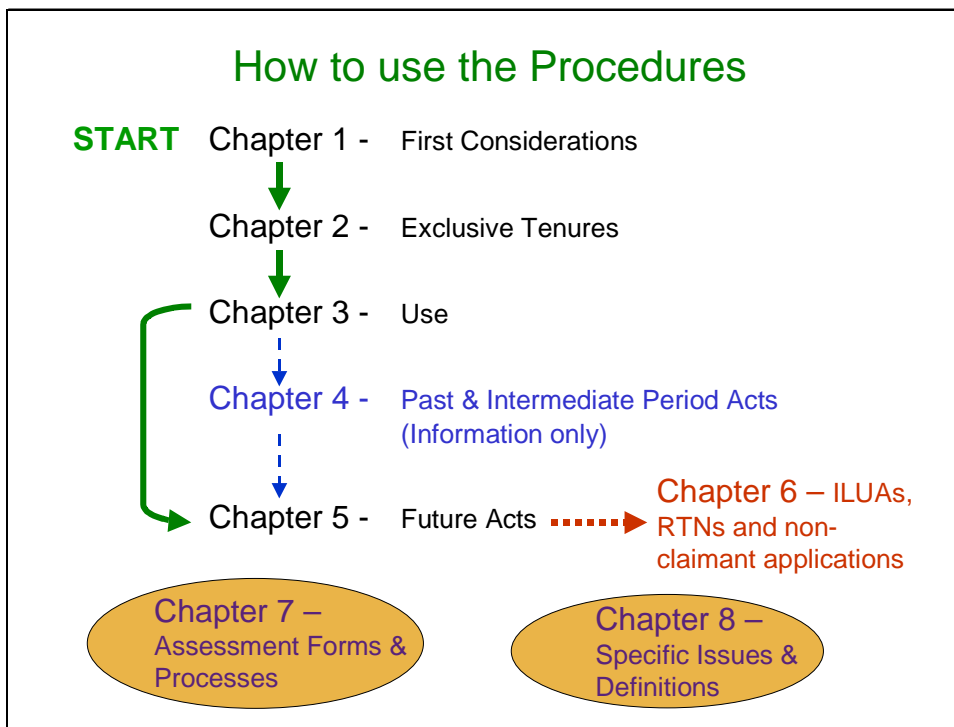 How to use the Procedures
START Chapter 1 - First Considerations
Chapter 2 - Exclusive Tenures
Chapter 3 - Use
Chapter 4 - Past & Intermediate Period Acts
(Information only)
Chapter 5 - Future Acts
Chapter 6 – ILUAs,
RTNs and non-
claimant applications
Chapter 7 –
Assessment Forms &
Processes
Chapter 8 –
Specific Issues &
Definitions